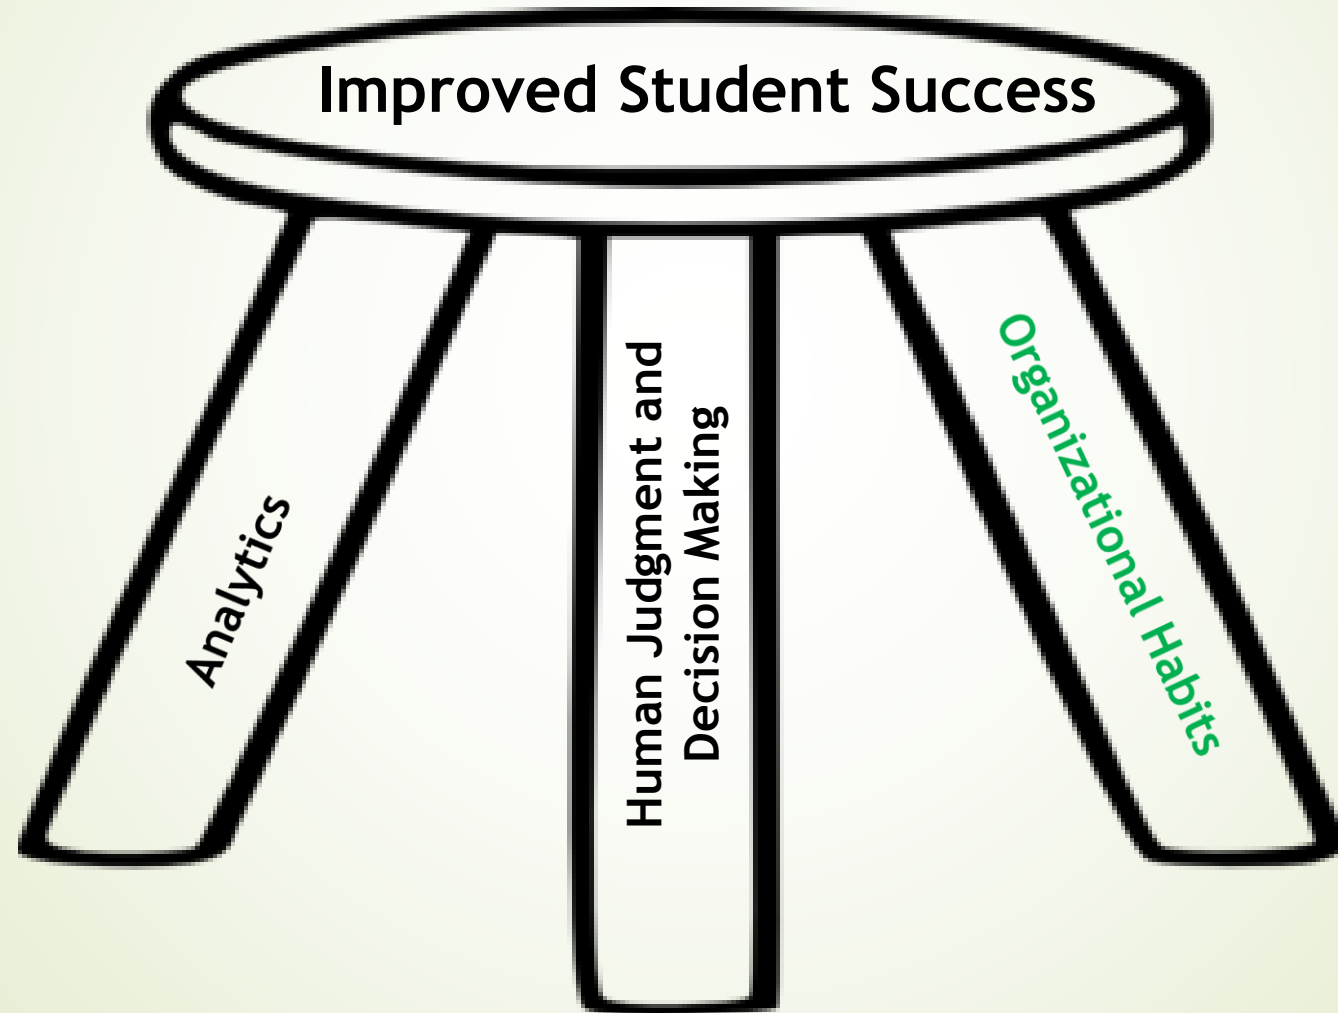 Improved Student Success
Analytics
Human Judgment and
Decision Making
Organizational Habits